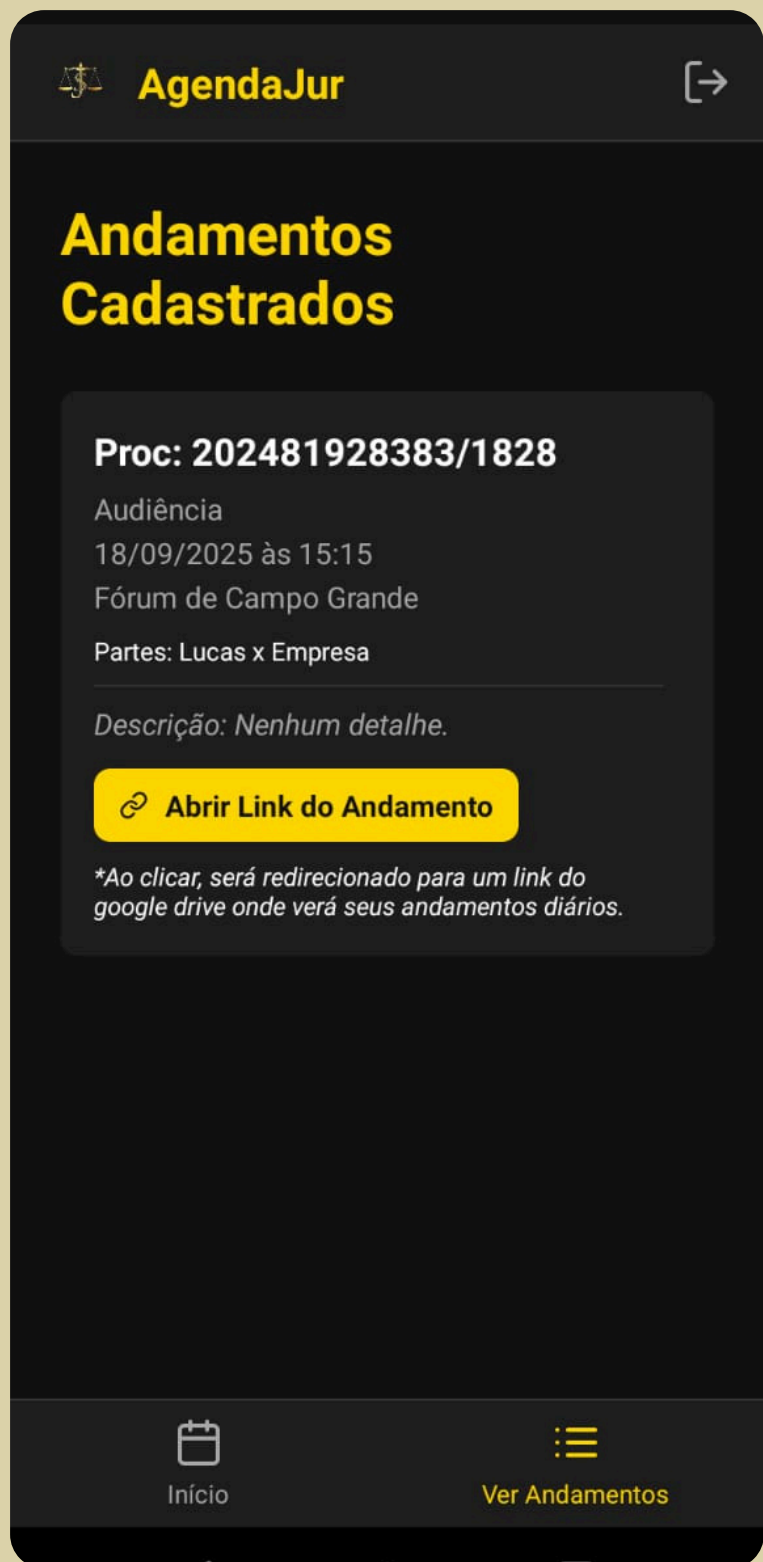 AgendaJur
Andamentos
Cadastrados
Proc: 202481928383/1828
Audiência
18/09/2025 às 15:15
Fórum de Campo Grande
Partes: Lucas x Empresa
Descrição: Nenhum detalhe.
Abrir Link do Andamento
*Ao clicar, será redirecionado para um link do
google drive onde verá seus andamentos diários.
Início
Ver Andamentos